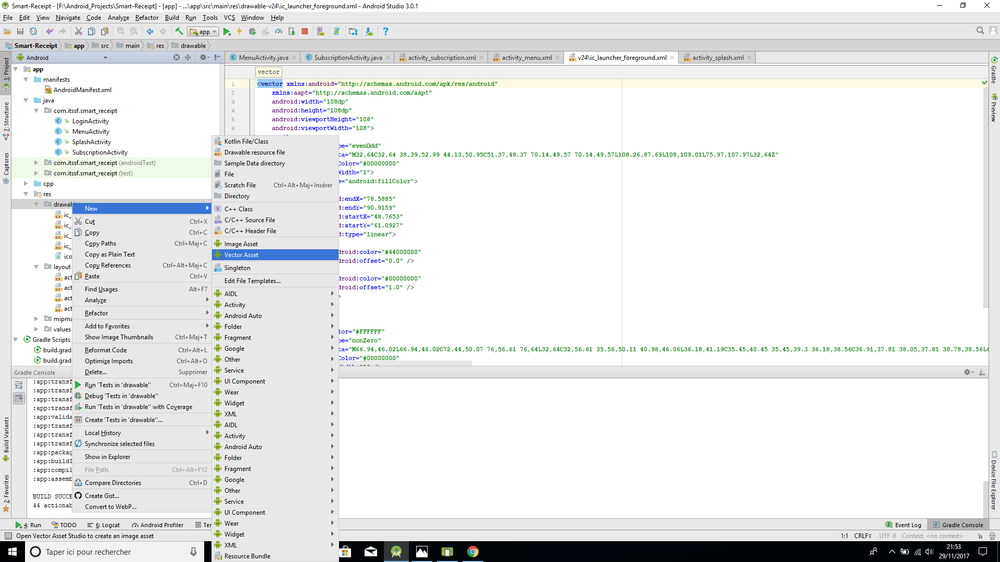 Smart-Receipt - [F:\Android_Projects\Smart-Receipt] - [app] - ...\app\src\main\res\drawable-v24\ic_launcher_foreground.xml - Android Studio 3.0.1
File Edit View Navigate Code Analyze Refactor Build Run Tools VCS Window Help
app
Smart-Receipt app src main res drawable
1: Project
7: Structure
Captures
Build Variants
2: Favorites
Android
app
manifests
AndroidManifest.xml
java
com.itssf.smart_receipt
LoginActivity
MenuActivity
SplashActivity
SubscriptionActivity
com.itssf.smart_receipt (androidTest)
com.itssf.smart_receipt (test)
cpp
res
drawabl
ic_
ic_
ic_
ic_
ico
layout
act
act
act
act
mipma
values
Gradle Scripts
build.grad
build.grad
MenuActivity.java SubscriptionActivity.java activity_subscription.xml activity_menu.xml v24\ic_launcher_foreground.xml activity_splash.xml
vector
1 <vector xmlns:android="http://schemas.android.com/apk/res/android"
2 xmlns:aapt="http://schemas.android.com/aapt"
3 android:width="108dp"
4 android:height="108dp"
5 android:viewportHeight="108"
6 android:viewportWidth="108">
pe="evenOdd"
ta="M32,64C32,64 38.39,52.99 44.13,50.95C51.37,48.37 70.14,49.57 70.14,49.57L108.26,87.69L108,109.01L75.97,107.97L32,64Z"
Color="#00000000"
Width="1">
e="android:fillColor">
d:endX="78.5885"
d:endY="90.9159"
d:startX="48.7653"
d:startY="61.0927"
d:type="linear">
droid:color="#44000000"
droid:offset="0.0" />
droid:color="#00000000"
droid:offset="1.0" />
>
lor="#FFFFFF"
pe="nonZero"
ta="M66.94,46.02L66.94,46.02C72.44,50.07 76,56.61 76,64L32,64C32,56.61 35.56,50.11 40.98,46.06L36.18,41.19C35.45,40.45 35.45,39.3 36.18,38.56C36.91,37.81 38.05,37.81 38.78,38.56L4
Color="#00000000"
New
Cut Ctrl+X
Copy Ctrl+C
Copy Paths Ctrl+Maj+C
Copy as Plain Text
Copy References Ctrl+Alt+Maj+C
Paste Ctrl+V
Find Usages Alt+F7
Analyze
Refactor
Add to Favorites
Show Image Thumbnails Ctrl+Maj+T
Reformat Code Ctrl+Alt+L
Optimize Imports Ctrl+Alt+O
Delete... Supprimer
Run 'Tests in 'drawable'' Ctrl+Maj+F10
Debug 'Tests in 'drawable''
Run 'Tests in 'drawable'' with Coverage
Create 'Tests in 'drawable''...
Local History
Synchronize selected files
Show in Explorer
File Path Ctrl+Alt+F12
Compare Directories Ctrl+D
Create Gist...
Convert to WebP...
Kotlin File/Class
Drawable resource file
Sample Data directory
File
Scratch File Ctrl+Alt+Maj+Insérer
Directory
C++ Class
C/C++ Source File
C/C++ Header File
Image Asset
Vector Asset
Singleton
Edit File Templates...
AIDL
Activity
Android Auto
Folder
Fragment
Google
Other
Service
UI Component
Wear
Widget
XML
AIDL
Activity
Android Auto
Folder
Fragment
Google
Other
Service
UI Component
Wear
Widget
XML
Resource Bundle
Gradle Console
:app:transf
:app:transf
:app:transf
:app:transf
:app:valida
:app:transf
:app:transf
:app:transf
:app:packag
:app:buildI
:app:compil
:app:assemb
BUILD SUCCE
44 actionab
Gradle
Preview
Device File Explorer
4: Run TODO 6: Logcat Android Profiler Ter
2 Event Log Gradle Console
Open Vector Asset Studio to create an image asset
1:1 CRLF UTF-8 Context: <no context>
Taper ici pour rechercher
21:53
29/11/2017